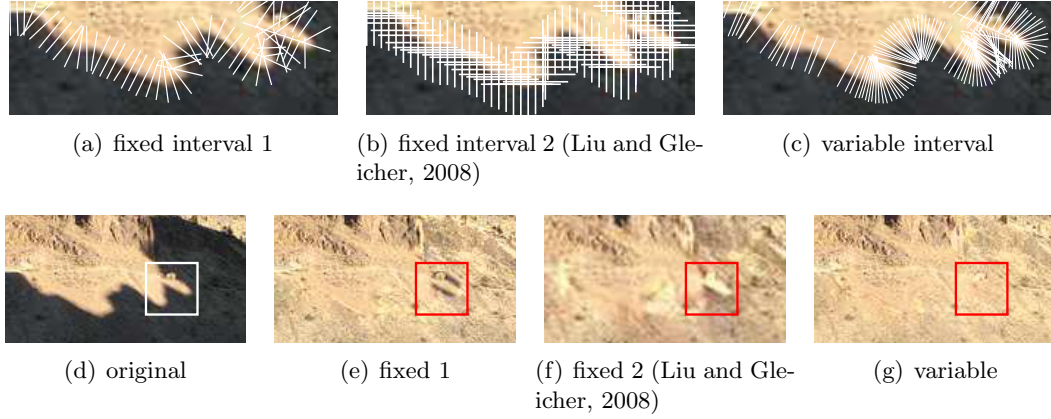 (a) fixed interval 1
(b) fixed interval 2 (Liu and Gle-
icher, 2008)
(c) variable interval
(d) original
(e) fixed 1
(f) fixed 2 (Liu and Gle-
icher, 2008)
(g) variable